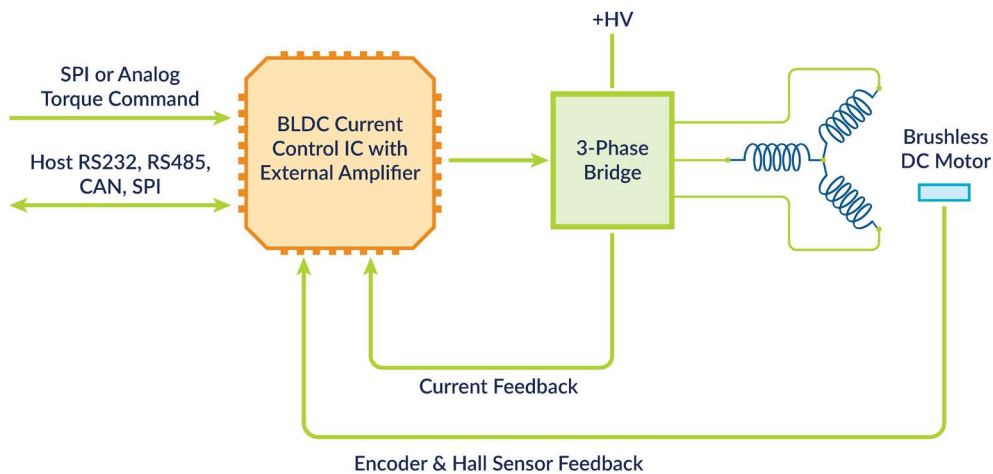 +HV
SPI or Analog
Torque Command
BLDC Current
Control IC with
External Amplifier
3-Phase
Bridge
Brushless
DC Motor
Host RS232, RS485,
CAN, SPI
Current Feedback
Encoder & Hall Sensor Feedback